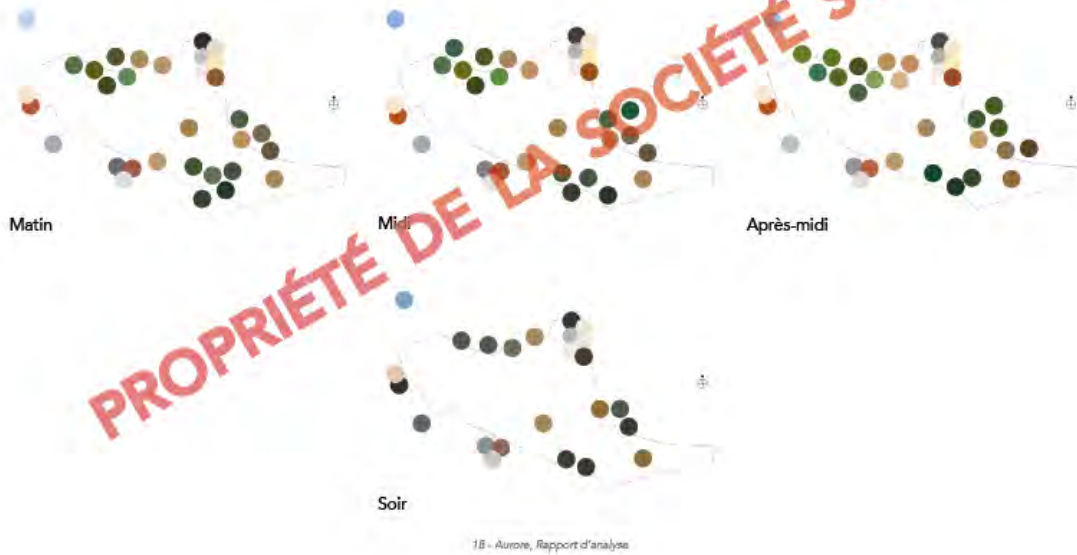 Matin
Midi
Après-midi
PROPRIÉTÉ DE LA SOCIÉTÉ S
Soir
18 - Aurore, Rapport d'analyse